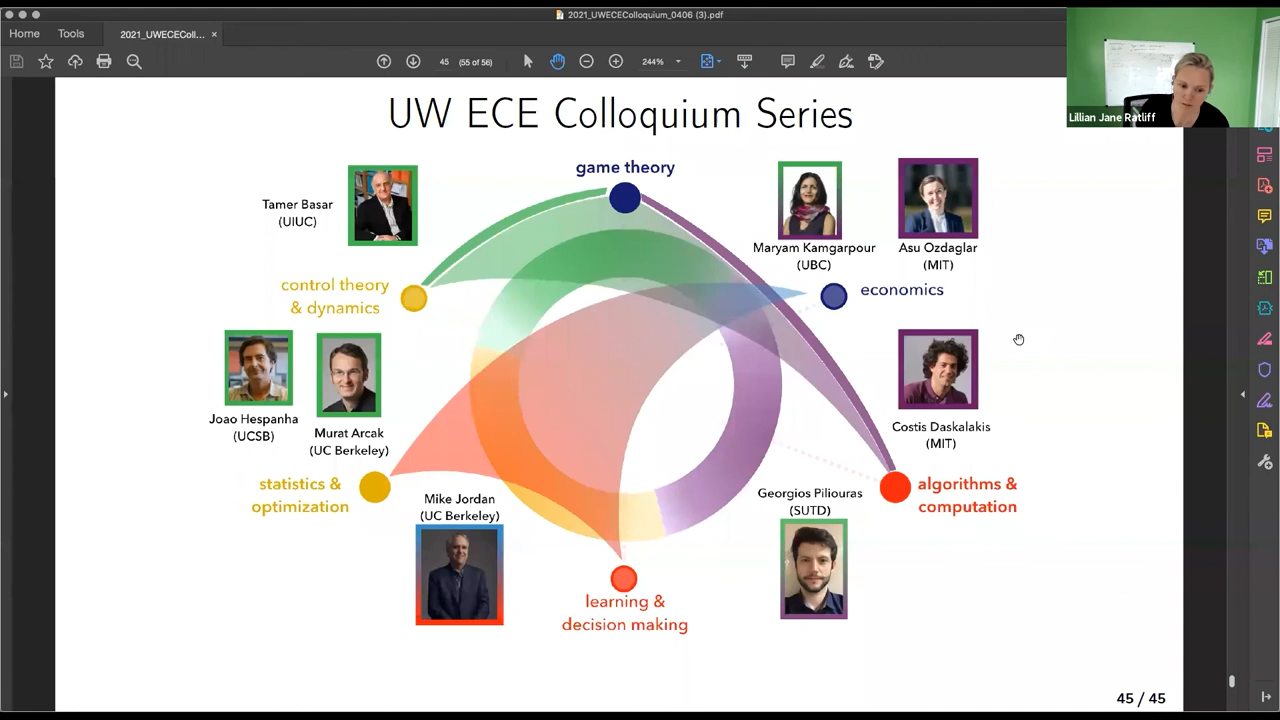 2021_UWECEColloquium_0406 (3).pdf
Home
Tools
2021_UWECEColl...
45
(55 of 56)
244%
Lillian Jane Ratliff
UW ECE Colloquium Series
game theory
Tamer Basar
(UIUC)
Maryam Kamgarpour
(UBC)
Asu Ozdaglar
(MIT)
control theory
& dynamics
economics
Joao Hespanha
(UCSB)
Murat Arcak
(UC Berkeley)
Costis Daskalakis
(MIT)
statistics &
optimization
Mike Jordan
(UC Berkeley)
Georgios Piliouras
(SUTD)
algorithms &
computation
learning &
decision making
45 / 45